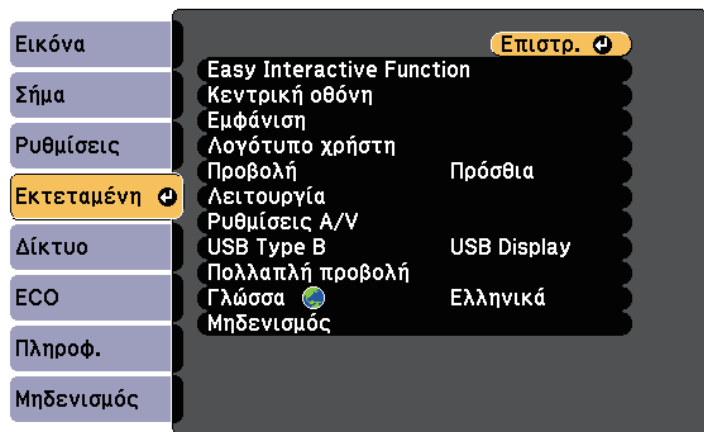 Εικόνα
Σήμα
Ρυθμίσεις
Εκτεταμένη
Δίκτυο
ECO
Πληροφ.
Μηδενισμός
Επιστρ.
Easy Interactive Function
Κεντρική οθόνη
Εμφάνιση
Λογότυπο χρήστη
Προβολή Πρόσθια
Λειτουργία
Ρυθμίσεις A/V
USB Type B USB Display
Πολλαπλή προβολή
Γλώσσα Ελληνικά
Μηδενισμός